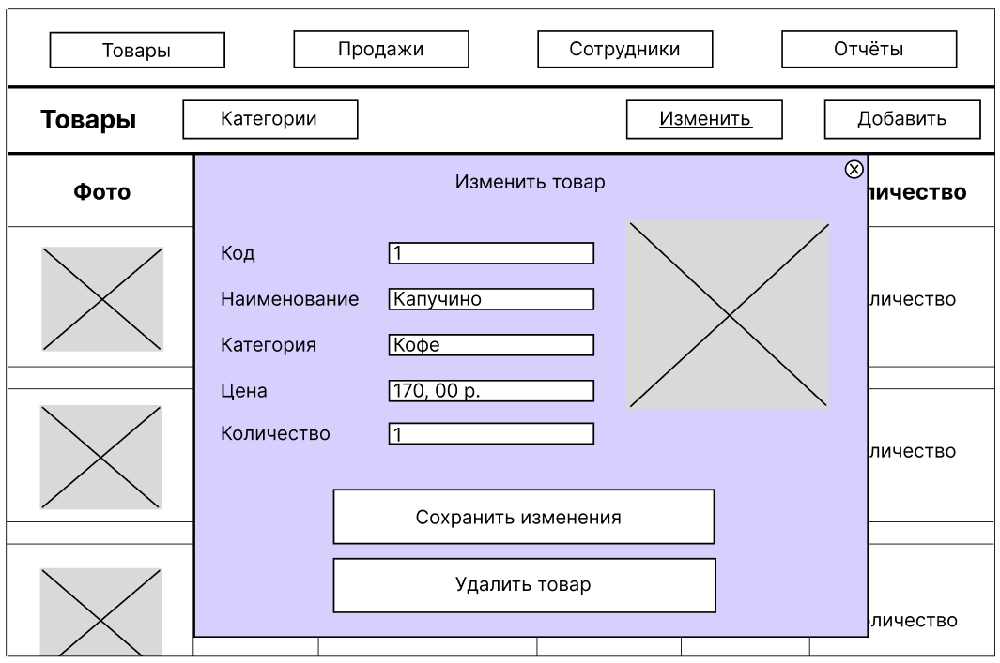 Товары Продажи Сотрудники Отчёты
Товары Категории Изменить Добавить
Фото Изменить товар личество
Код 1
Наименование Капучино личество
Категория Кофе
Цена 170, 00 р.
Количество 1
личество
Сохранить изменения
Удалить товар
оличество